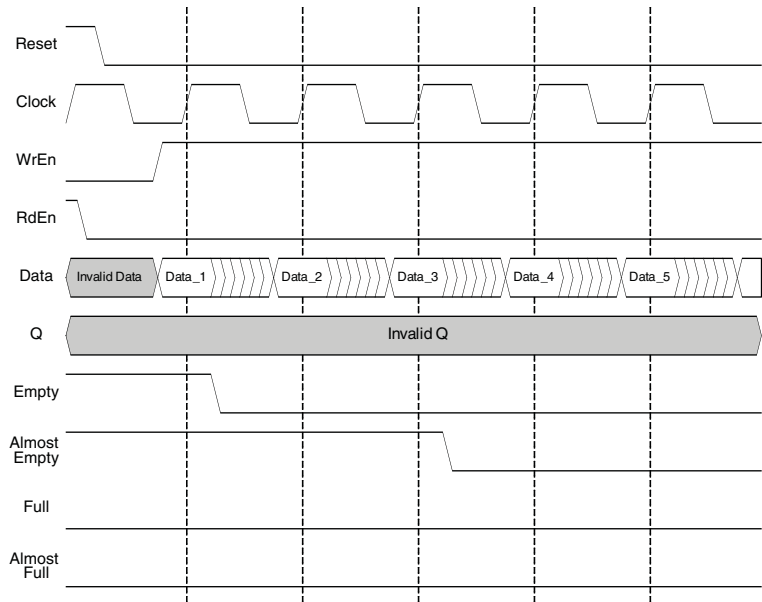 Reset
Clock
WrEn
RdEn
Data
Invalid Data
Data_1
Data_2
Data_3
Data_4
Data_5
Q
Invalid Q
Empty
Almost
Empty
Full
Almost
Full